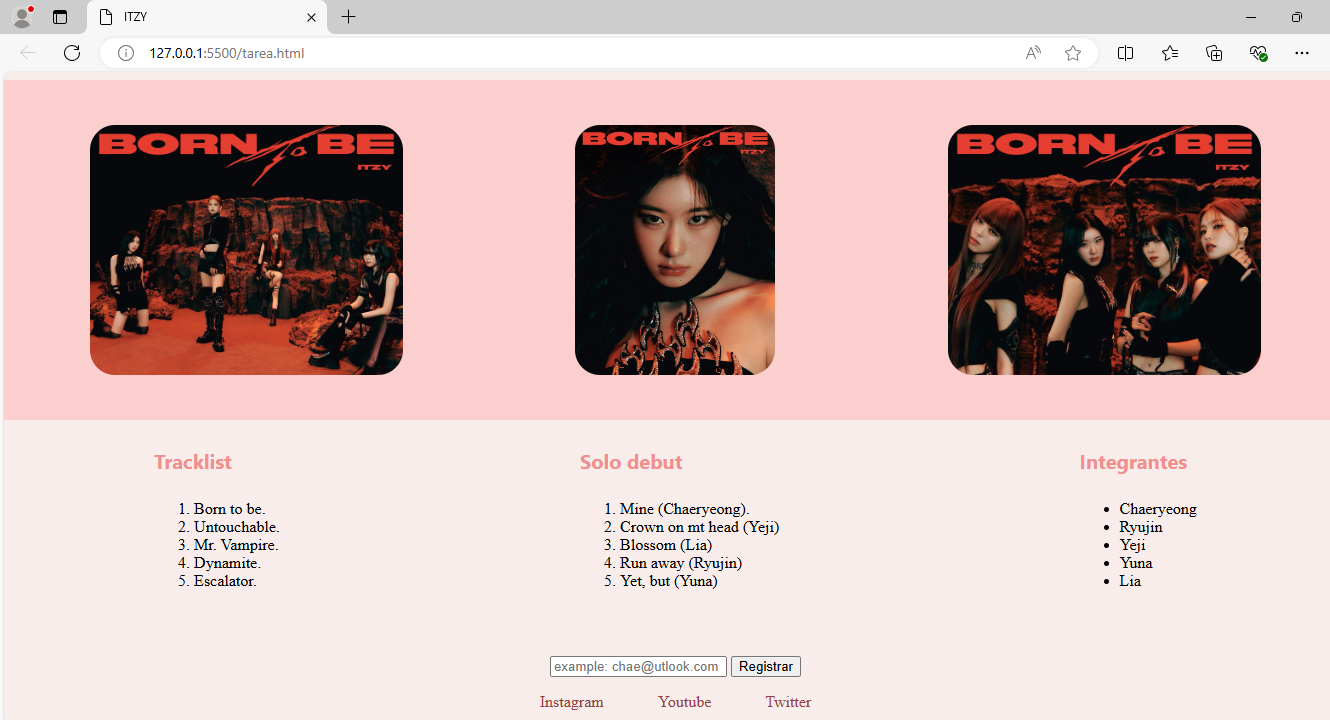 ITZY
127.0.0.1:5500/tarea.html
BORN To BE
ITZY
BORN To BE
ITZY
BORN To BE
ITZY
Tracklist
1. Born to be.
2. Untouchable.
3. Mr. Vampire.
4. Dynamite.
5. Escalator.
Solo debut
1. Mine (Chaeryeong).
2. Crown on mt head (Yeji)
3. Blossom (Lia)
4. Run away (Ryujin)
5. Yet, but (Yuna)
Integrantes
• Chaeryeong
• Ryujin
• Yeji
• Yuna
• Lia
example: chae@utlook.com Registrar
Instagram Youtube Twitter